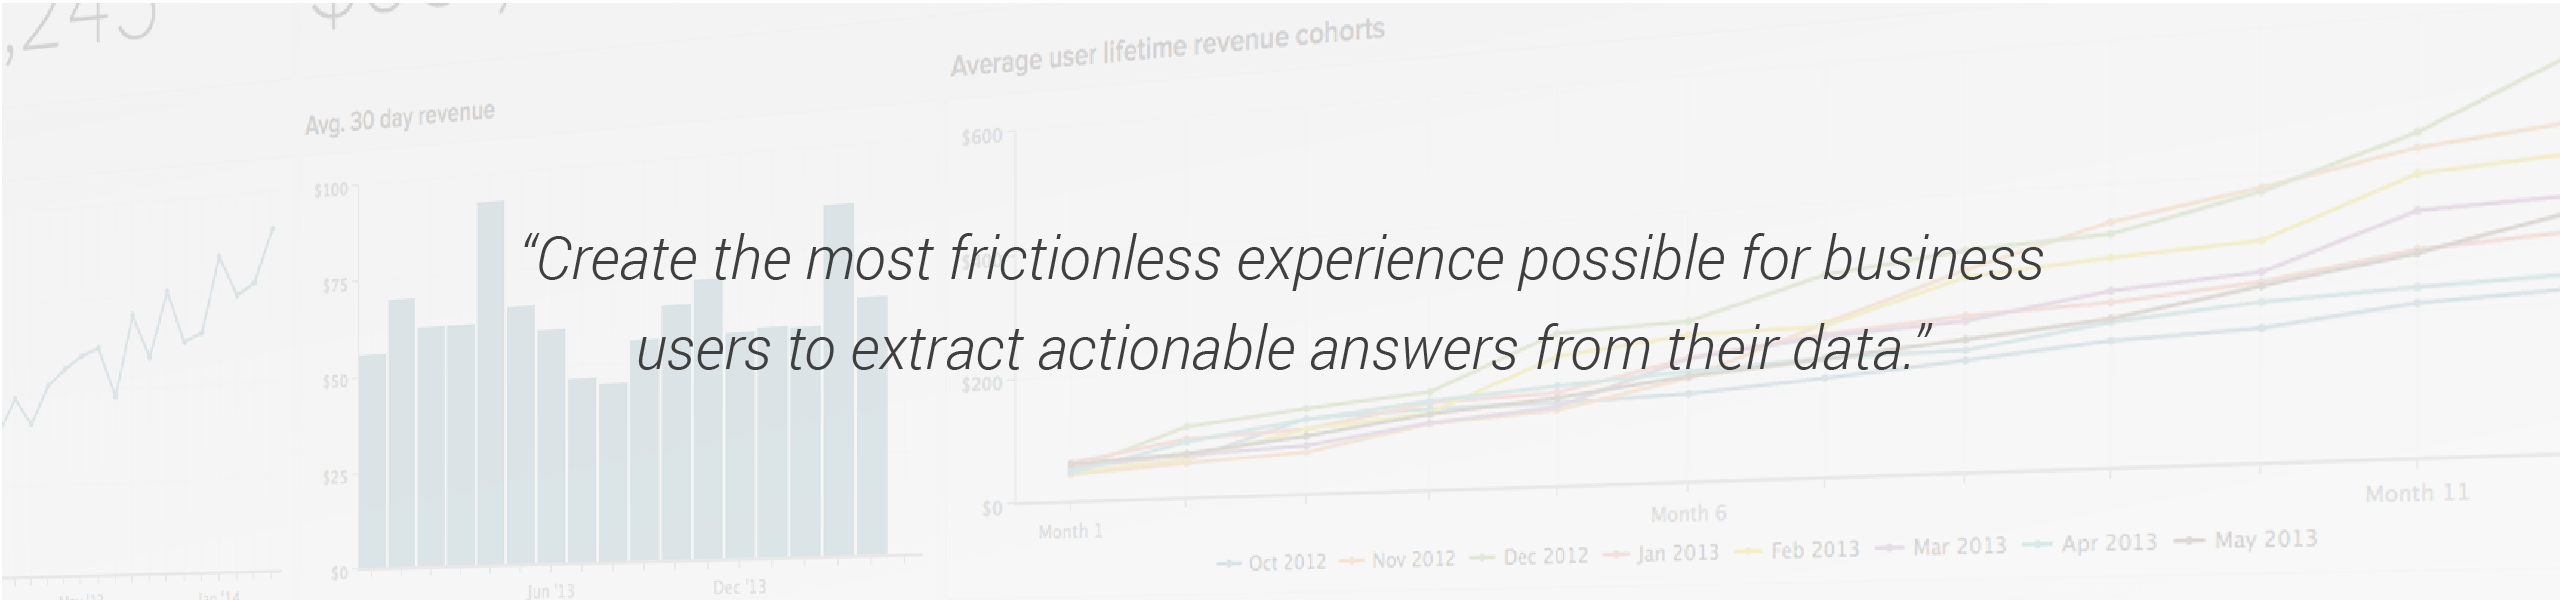 ,245
Avg. 30 day revenue
$100
$75
$50
$25
$0
Jun '13
Dec '13
Jan '14
Average user lifetime revenue cohorts
$600
$200
$0
Month 1
Month 6
Month 11
Oct 2012
Nov 2012
Dec 2012
Jan 2013
Feb 2013
Mar 2013
Apr 2013
May 2013
“Create the most frictionless experience possible for business
users to extract actionable answers from their data.”